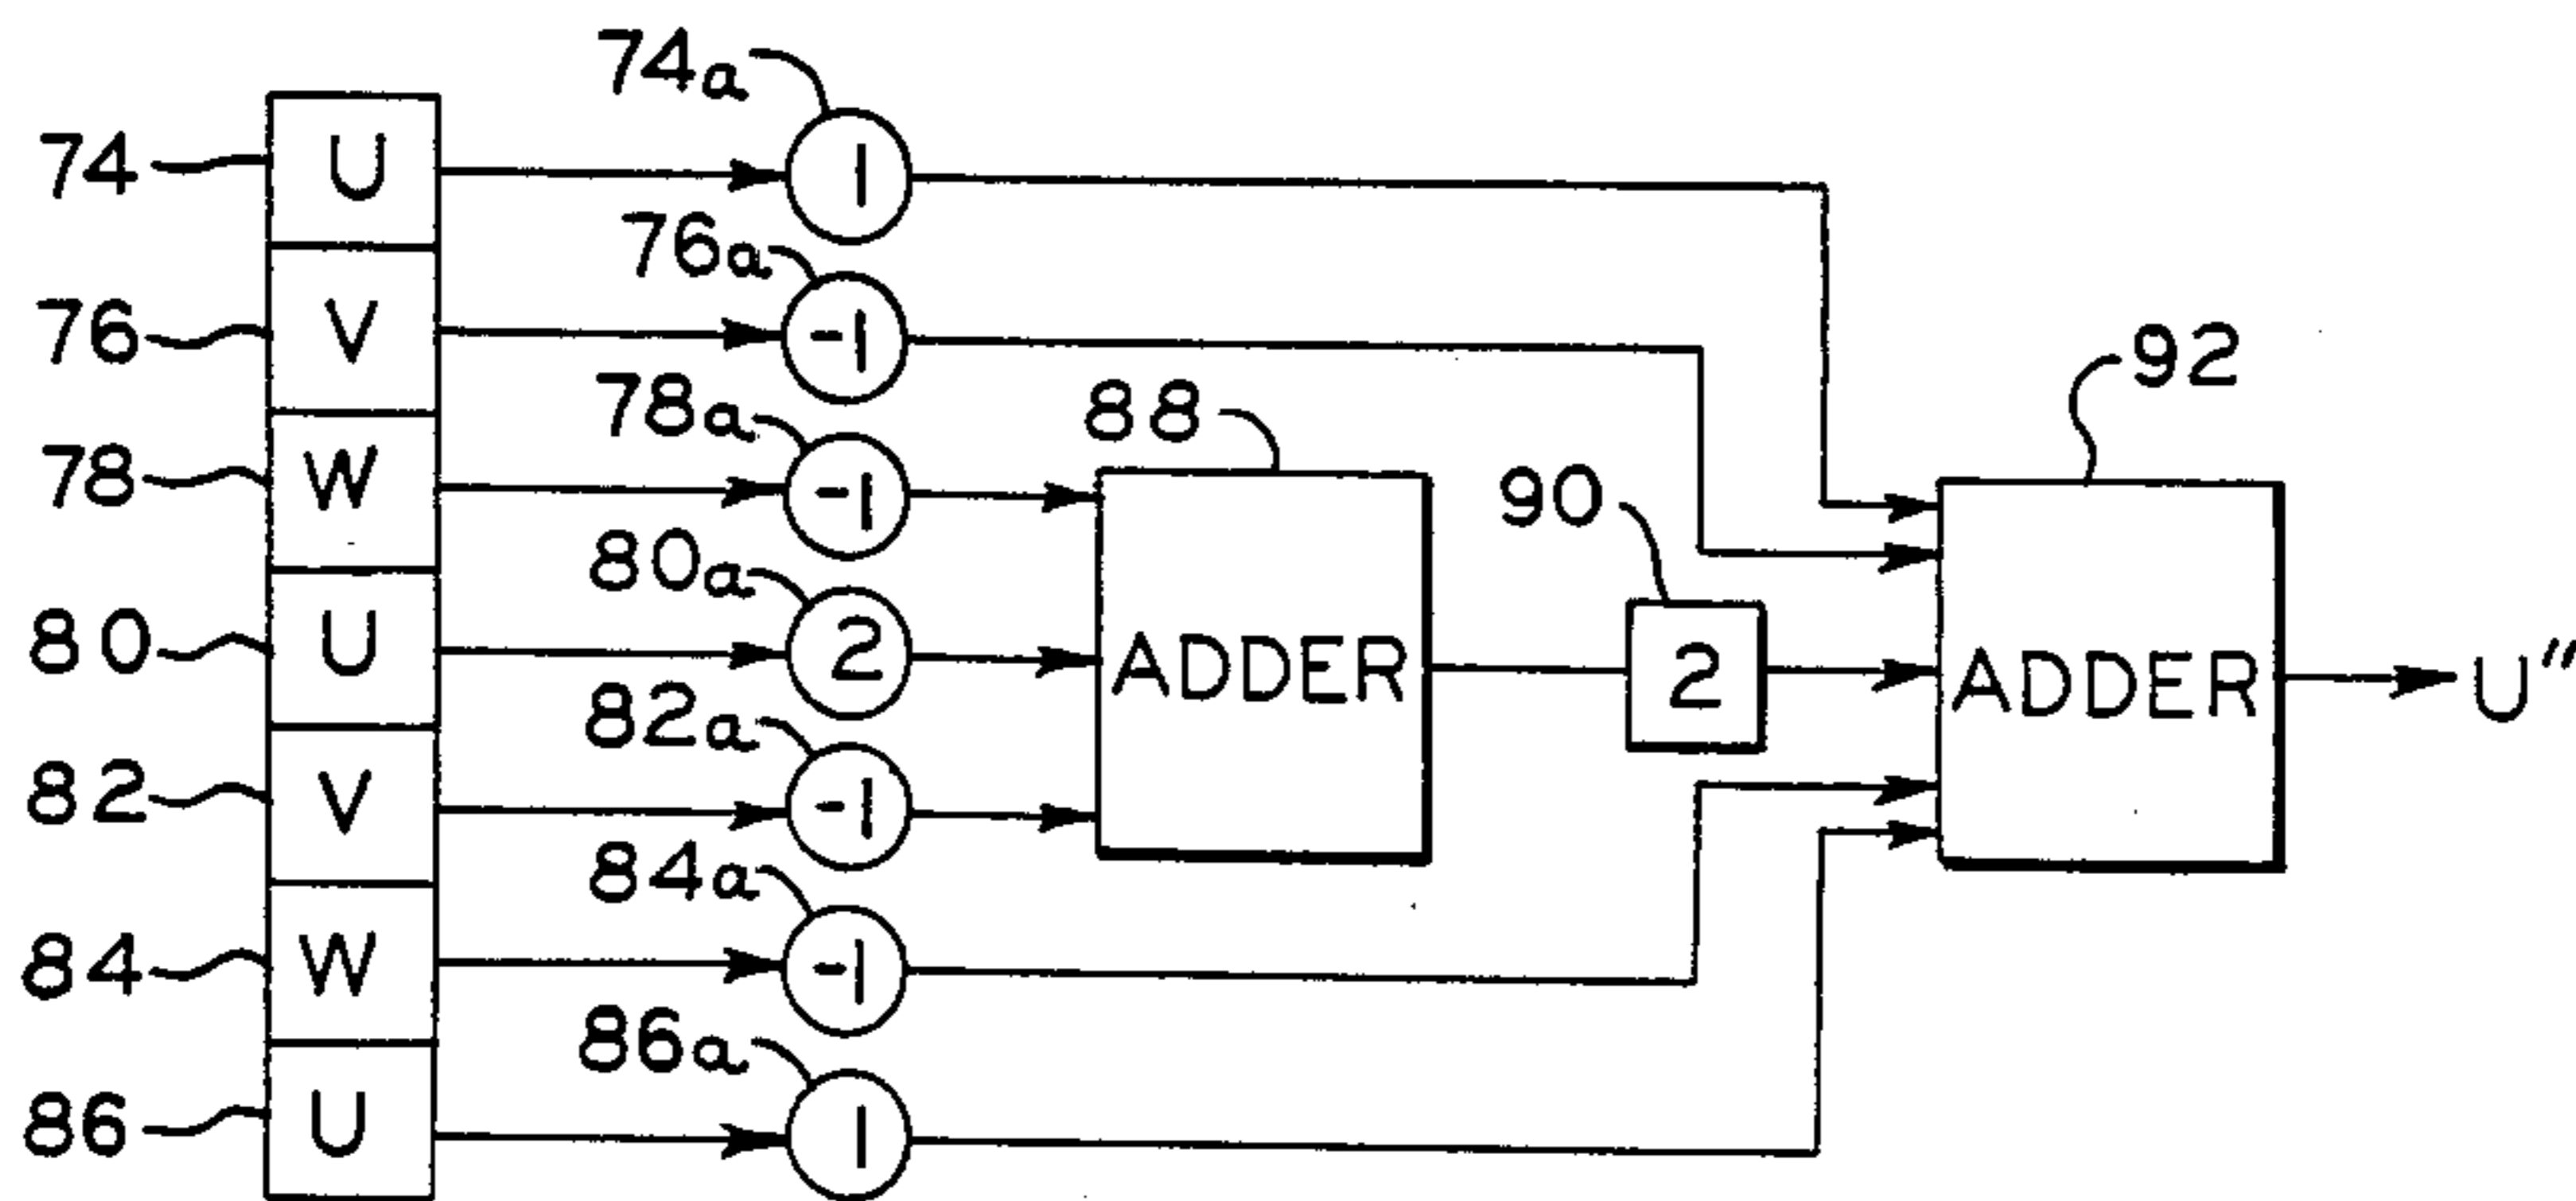 74a
74 U 1
76a
76 V -1
92
78a 88
78 W -1
90
80a
80 U 2 ADDER 2 ADDER U"
82a
82 V -1
84a
84 W -1
86a
86 U 1